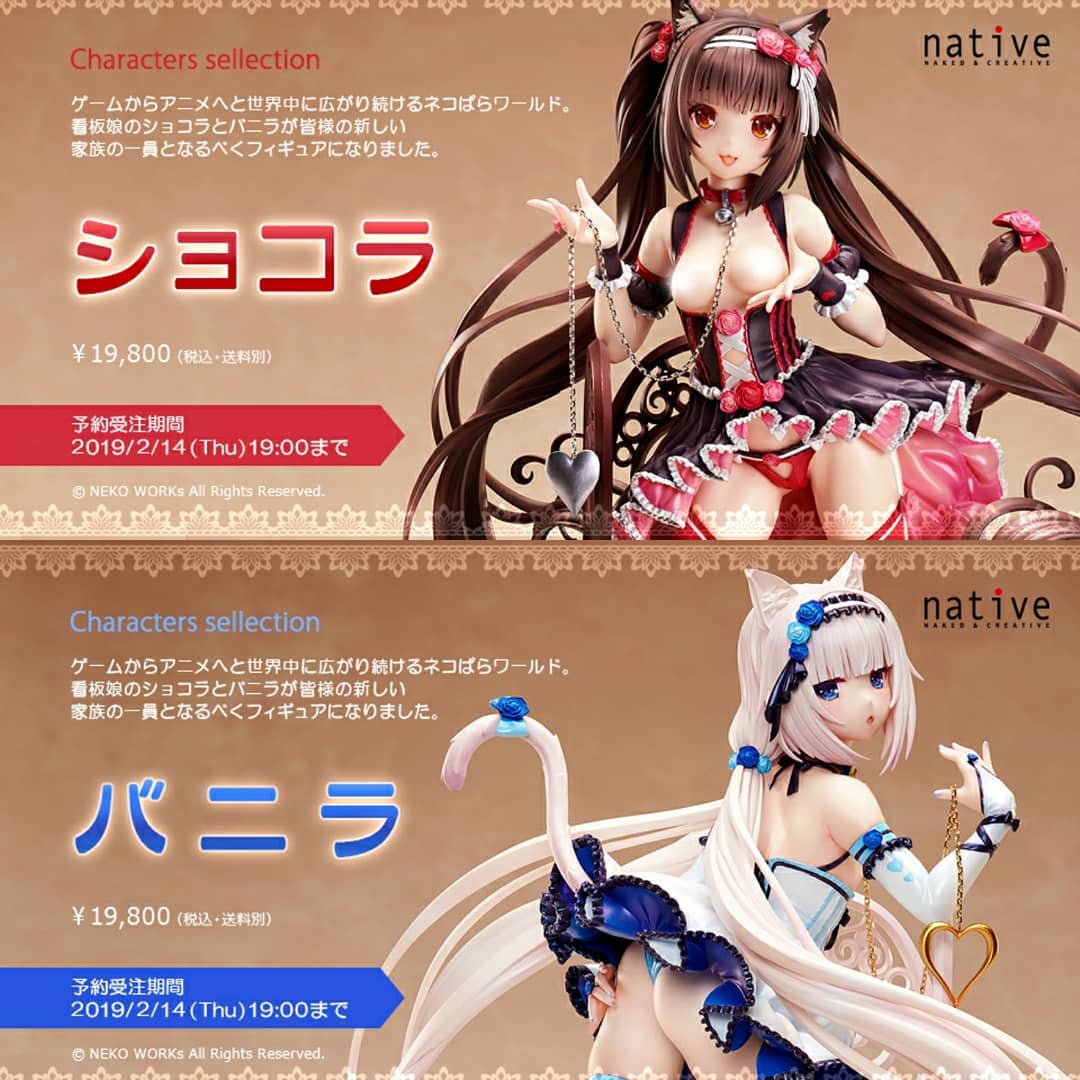 Characters sellection
native
NAKED & CREATIVE
ゲームからアニメへと世界中に広がり続けるネコぱらワールド。
看板娘のショコラとバニラが皆様の新しい
家族の一員となるべくフィギュアになりました。
ショコラ
¥19,800(税込・送料別)
予約受注期間
2019/2/14(Thu)19:00まで
© NEKO WORKs All Rights Reserved.
Characters sellection
native
NAKED & CREATIVE
ゲームからアニメへと世界中に広がり続けるネコぱらワールド。
看板娘のショコラとバニラが皆様の新しい
家族の一員となるべくフィギュアになりました。
バニラ
¥19,800(税込・送料別)
予約受注期間
2019/2/14(Thu)19:00まで
© NEKO WORKs All Rights Reserved.